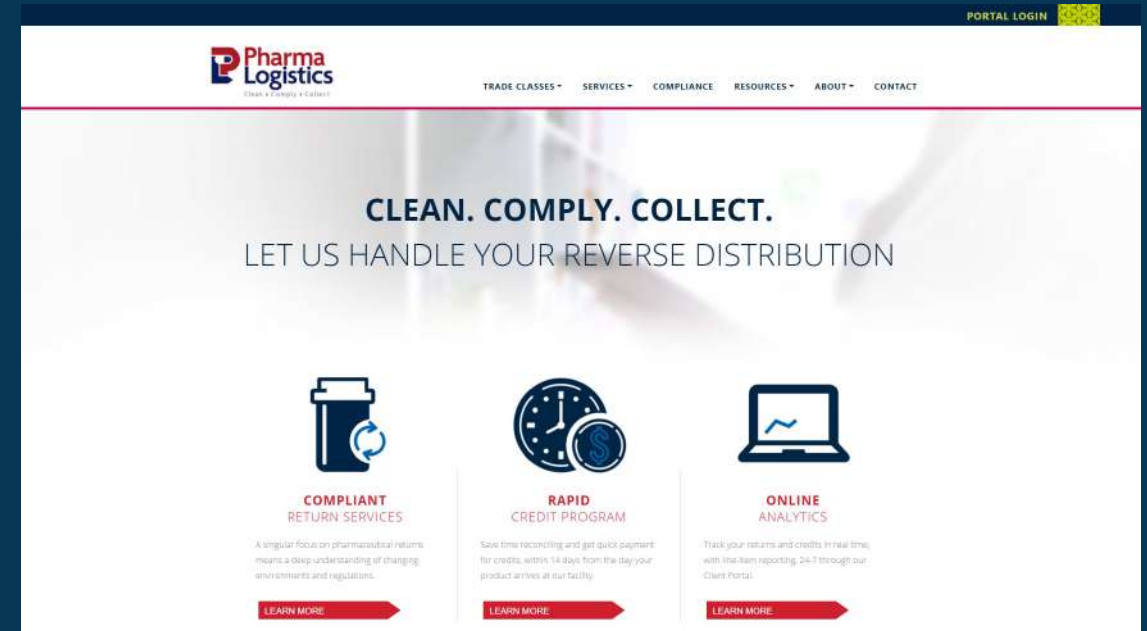 PORTAL LOGIN
Pharma
Logistics
Clean • Comply • Collect
TRADE CLASSES SERVICES COMPLIANCE RESOURCES ABOUT CONTACT
CLEAN. COMPLY. COLLECT.
LET US HANDLE YOUR REVERSE DISTRIBUTION
COMPLIANT
RETURN SERVICES
A singular focus on pharmaceutical returns
means a deep understanding of changing
environments and regulations.
LEARN MORE
RAPID
CREDIT PROGRAM
Save time reconciling and get quick payment
for credits, within 14 days from the day your
product arrives at our facility.
LEARN MORE
ONLINE
ANALYTICS
Track your returns and credits in real time,
with line-item reporting, 24-7 through our
Client Portal.
LEARN MORE